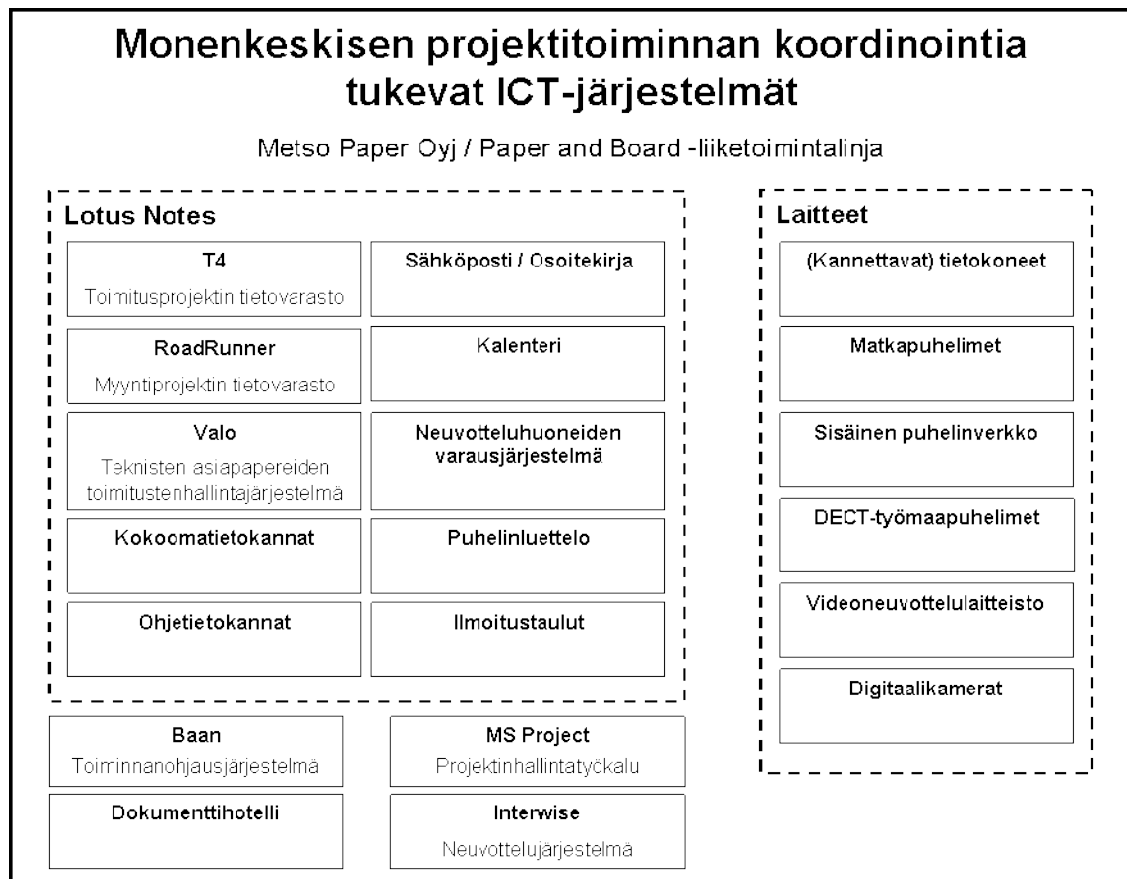 Monenkeskisen projektitoiminnan koordinointia
tukevat ICT-järjestelmät
Metso Paper Oyj / Paper and Board -liiketoimintalinja
Lotus Notes
T4
Toimitusprojektin tietovarasto
RoadRunner
Myyntiprojektin tietovarasto
Valo
Teknisten asiapapereiden
toimitustenhallintajärjestelmä
Kokoomatietokannat
Ohjetietokannat
Sähköposti / Osoitekirja
Kalenteri
Neuvotteluhuoneiden
varausjärjestelmä
Puhelinluettelo
Ilmoitustaulut
Baan
Toiminnanohjausjärjestelmä
Dokumenttihotelli
MS Project
Projektinhallintatyökalu
Interwise
Neuvottelujärjestelmä
Laitteet
(Kannettavat) tietokoneet
Matkapuhelimet
Sisäinen puhelinverkko
DECT-työmaapuhelimet
Videoneuvottelulaitteisto
Digitaalikamerat